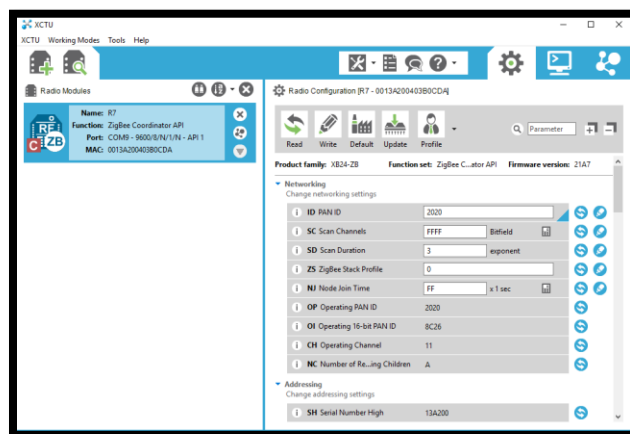 XCTU
XCTU Working Modes Tools Help
Radio Modules
Name: R7
Function: ZigBee Coordinator API
Port: COM9 - 9600/8/N/1/N - API 1
MAC: 0013A200403B0CDA
Radio Configuration [R7 - 0013A200403B0CDA]
Read Write Default Update Profile
Parameter
Product family: XB24-ZB Function set: ZigBee C...ator API Firmware version: 21A7
Networking
Change networking settings
i ID PAN ID 2020
i SC Scan Channels FFFF Bitfield
i SD Scan Duration 3 exponent
i ZS ZigBee Stack Profile 0
i NJ Node Join Time FF x 1 sec
i OP Operating PAN ID 2020
i OI Operating 16-bit PAN ID 8C26
i CH Operating Channel 11
i NC Number of Re...ing Children A
Addressing
Change addressing settings
i SH Serial Number High 13A200